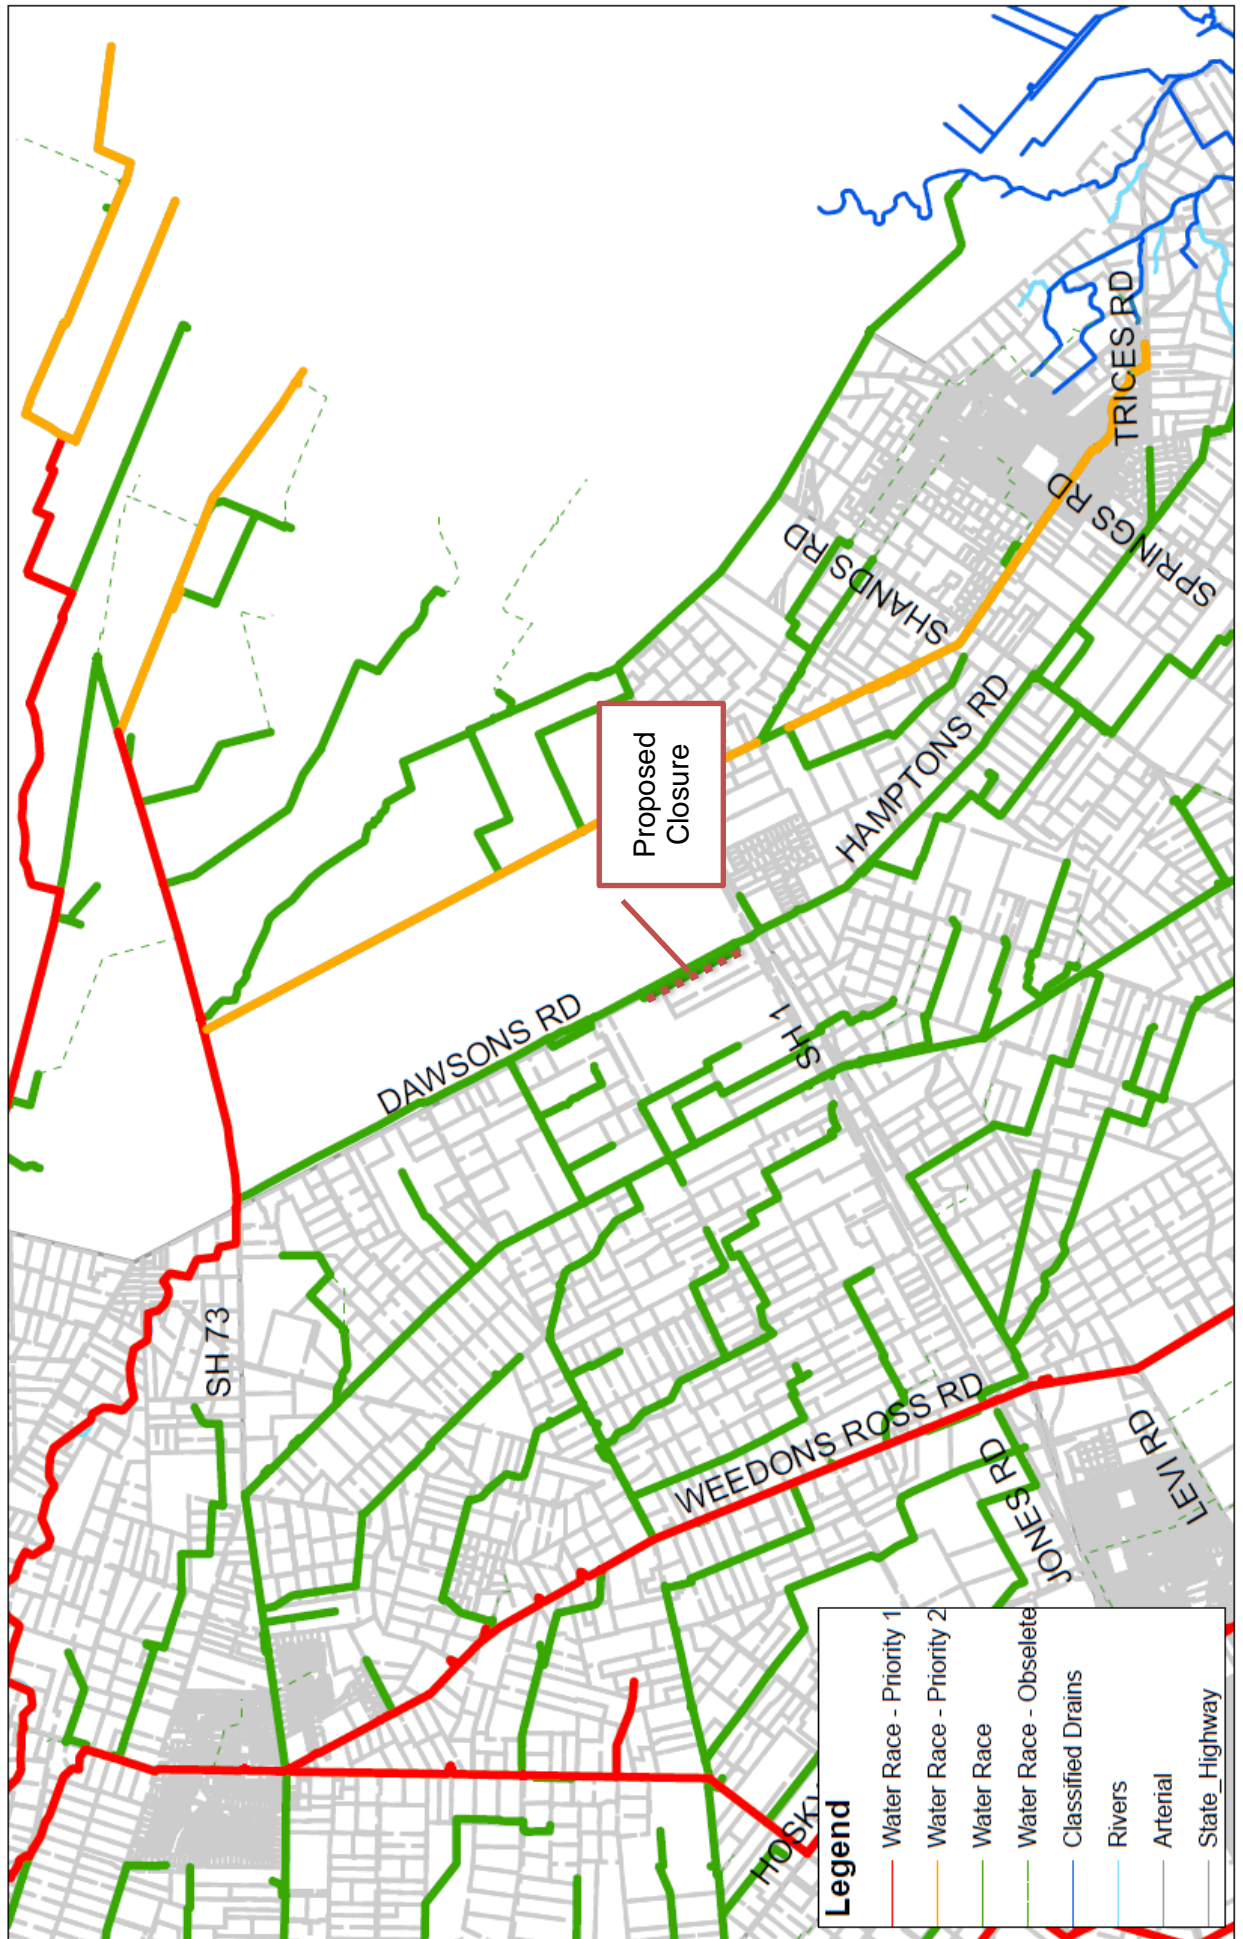 TRICES RD
SPRINGS RD
SHANDS RD
HAMPTONS RD
Proposed
Closure
DAWSONS RD
SH 1
SH 73
WEEDONS ROSS RD
JONES RD
LEVI RD
Legend
Water Race - Priority 1
Water Race - Priority 2
Water Race
Water Race - Obselete
Classified Drains
Rivers
Arterial
State_Highway